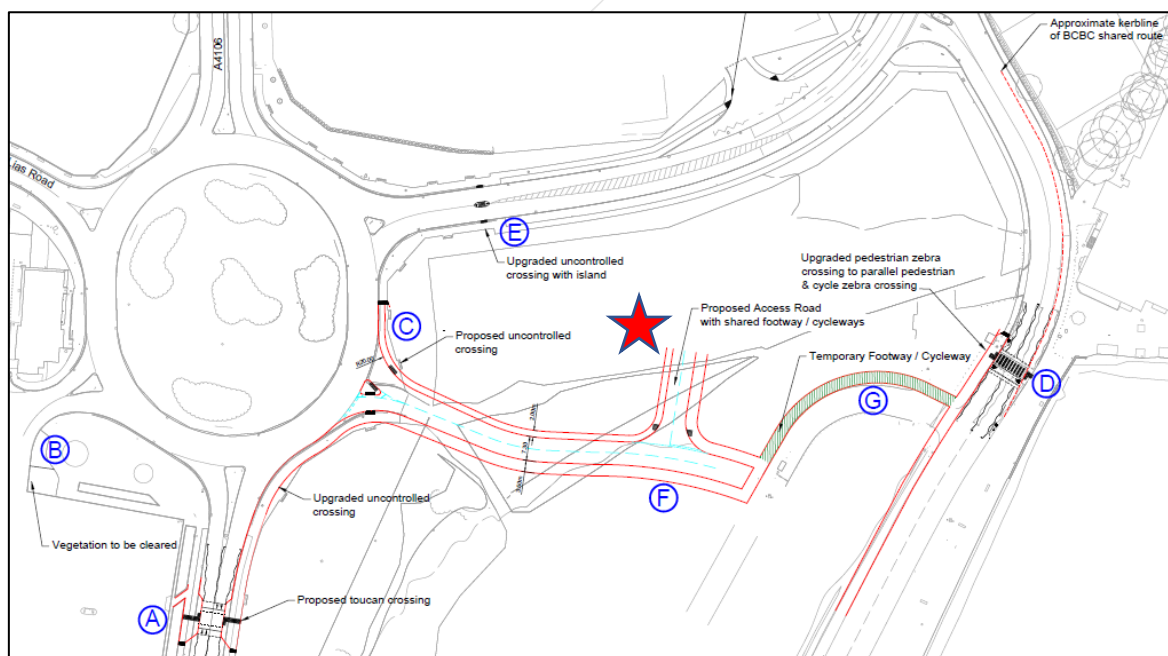 Approximate kerbline
of BCBC shared route
A4106
ias Road
E
Upgraded uncontrolled
crossing with island
Upgraded pedestrian zebra
crossing to parallel pedestrian
& cycle zebra crossing
C
Proposed uncontrolled
crossing
Proposed Access Road
with shared footway / cycleways
Temporary Footway / Cycleway
D
G
B
F
7.30
Upgraded uncontrolled
crossing
Vegetation to be cleared
Proposed toucan crossing
A